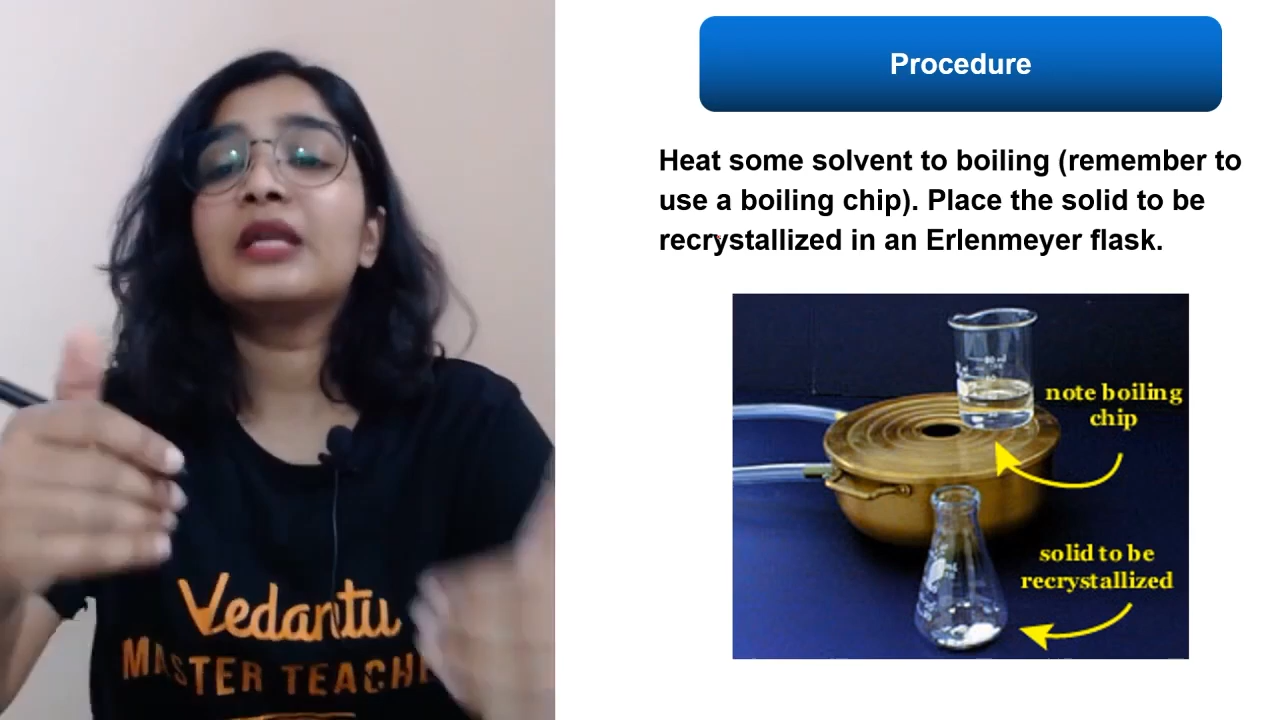 Procedure
Heat some solvent to boiling (remember to
use a boiling chip). Place the solid to be
recrystallized in an Erlenmeyer flask.
note boiling
chip
solid to be
recrystallized
Vedantu
MASTER